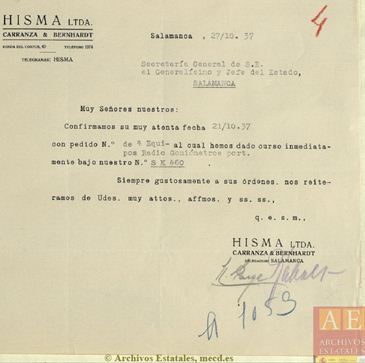 HISMA LTDA.
CARRANZA & BERNHARDT
RONDA DEL CORPUS, 40 TELEFONO 1574
TELEGRAMAS: HISMA
4
Salamanca , 27/10. 37
Secretaría General de S.E.
el Generalísimo y Jefe del Estado,
SALAMANCA
Muy Señores nuestros:
Confirmamos su muy atenta fecha 21/10.37
con pedido N.º de 4 Equi- al cual hemos dado curso inmediata-
pos Radio Goniómetros port.
mente bajo nuestro N.º S K 460
Siempre gustosamente a sus órdenes, nos reite-
ramos de Udes. muy attos., affmos. y ss. ss.,
q. e. s. m.,
HISMA LTDA.
CARRANZA & BERNHARDT
SALAMANCA
1053
AE
ARCHIVOS
ESTATALES
© Archivos Estatales, mecd.es